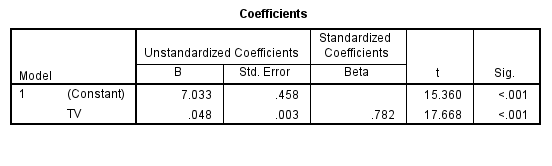 Coefficients
Unstandardized Coefficients Standardized Coefficients
Model B Std. Error Beta t Sig.
1 (Constant) 7.033 .458 15.360 <.001
TV .048 .003 .782 17.668 <.001